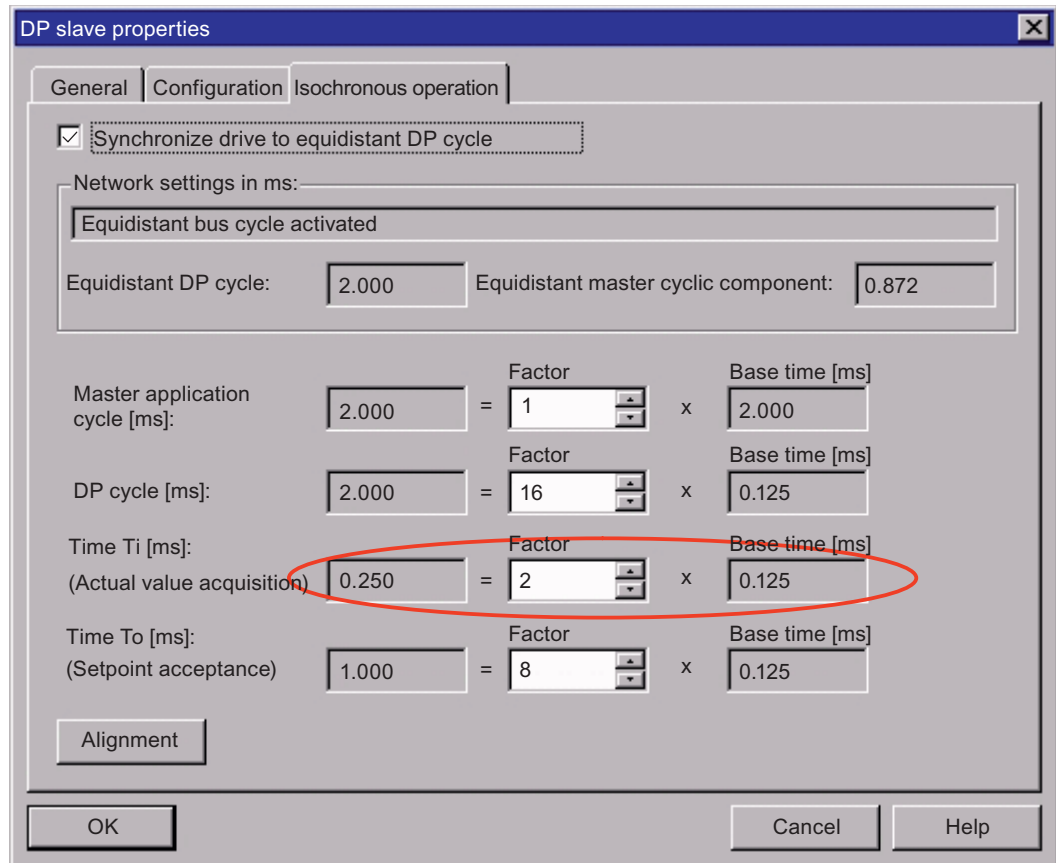 DP slave properties
General Configuration Isochronous operation
Synchronize drive to equidistant DP cycle
Network settings in ms:
Equidistant bus cycle activated
Equidistant DP cycle: 2.000 Equidistant master cyclic component: 0.872
Factor Base time [ms]
Master application
cycle [ms]: 2.000 = 1 x 2.000
Factor Base time [ms]
DP cycle [ms]: 2.000 = 16 x 0.125
Time Ti [ms]: Factor Base time [ms]
(Actual value acquisition) 0.250 = 2 x 0.125
Time To [ms]: Factor Base time [ms]
(Setpoint acceptance) 1.000 = 8 x 0.125
Alignment
OK Cancel Help